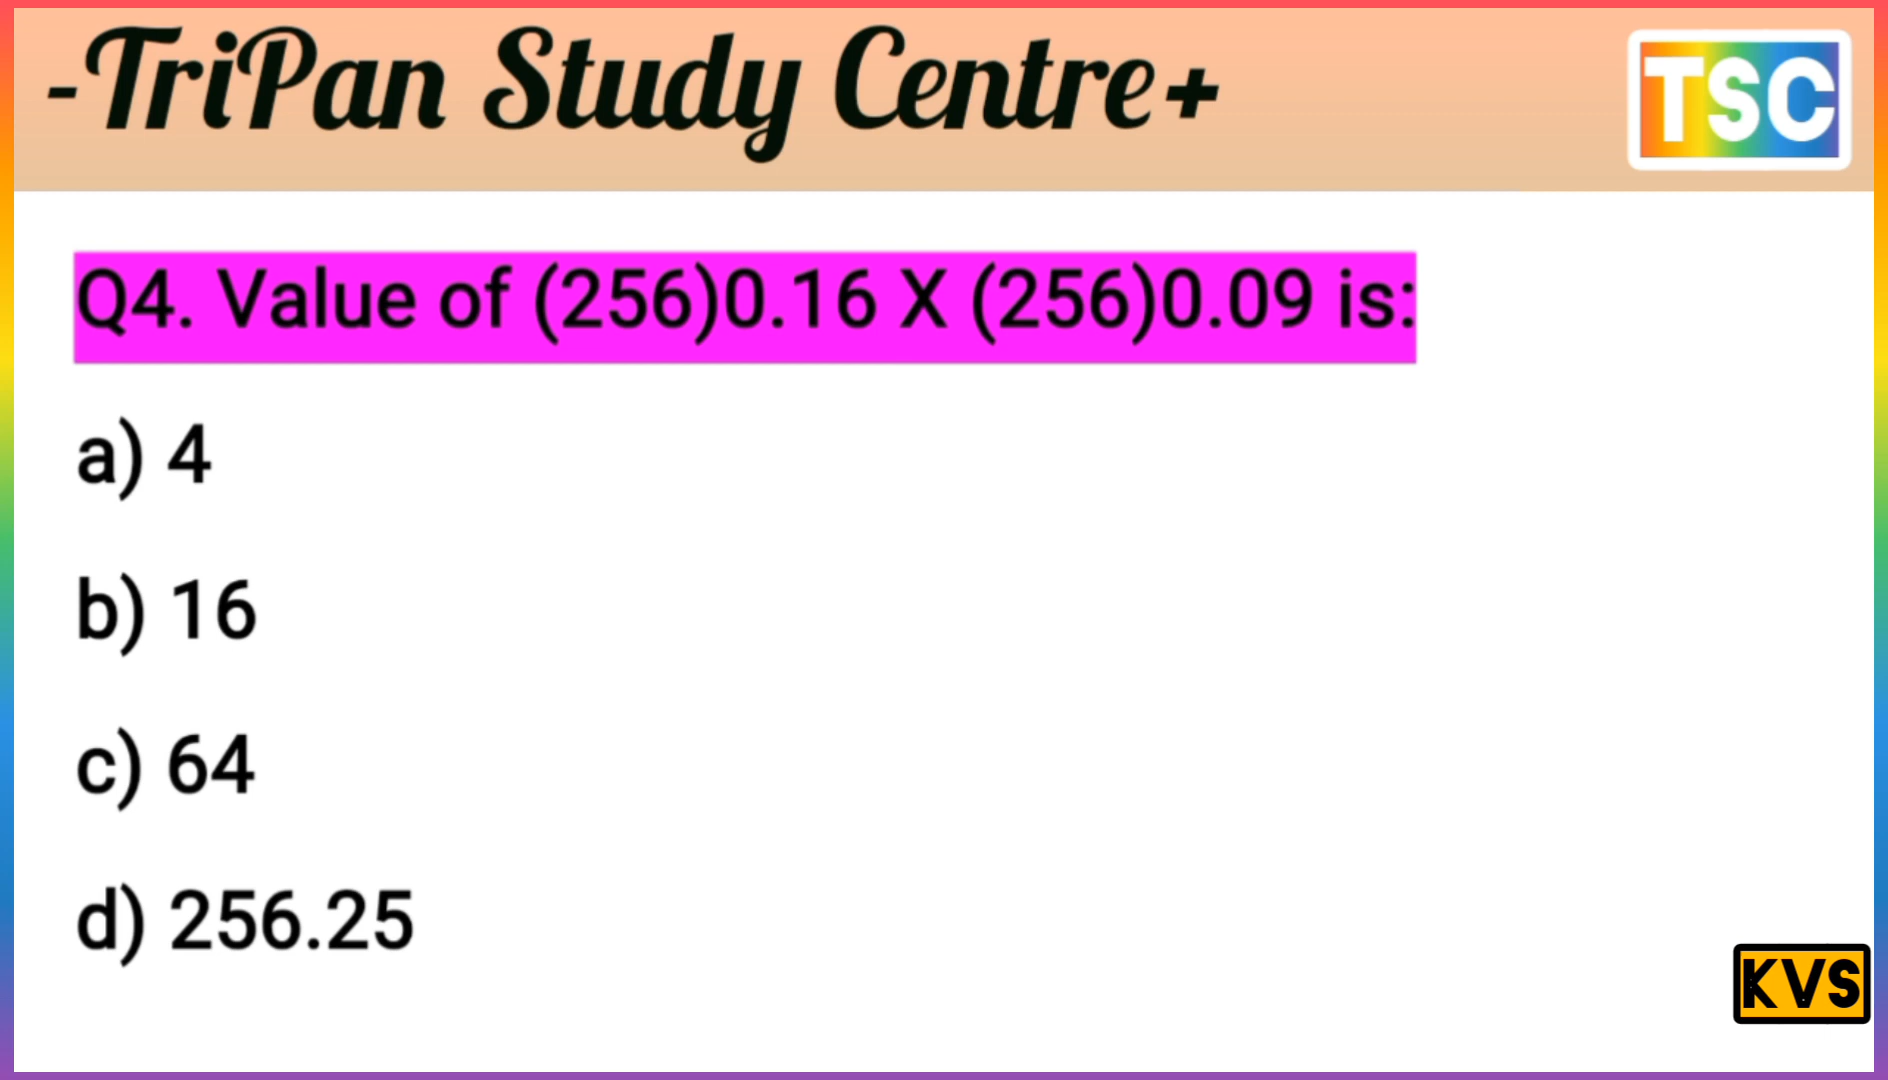 -TriPan Study Centre+
TSC
Q4. Value of (256)0.16 X (256)0.09 is:
a) 4
b) 16
c) 64
d) 256.25
KVS